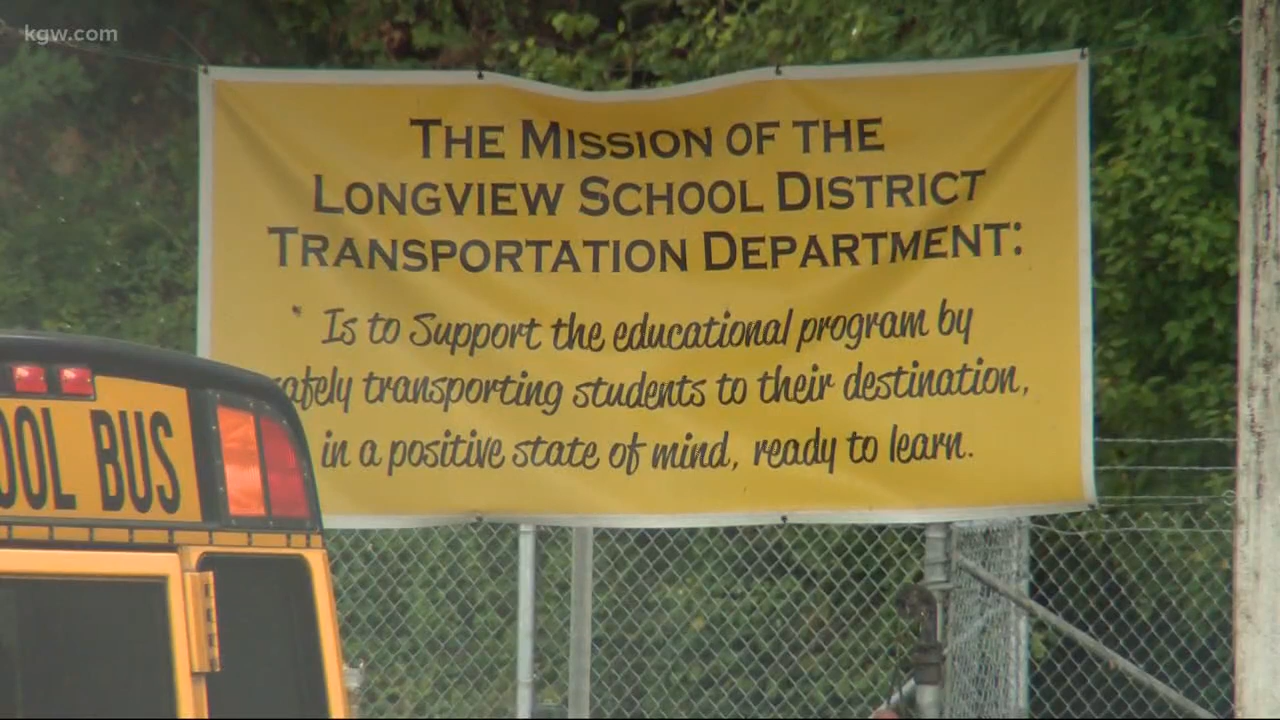 kgw.com
THE MISSION OF THE
LONGVIEW SCHOOL DISTRICT
TRANSPORTATION DEPARTMENT:
" Is to Support the educational program by
afely transporting students to their destination,
in a positive state of mind, ready to learn.
OOL BUS